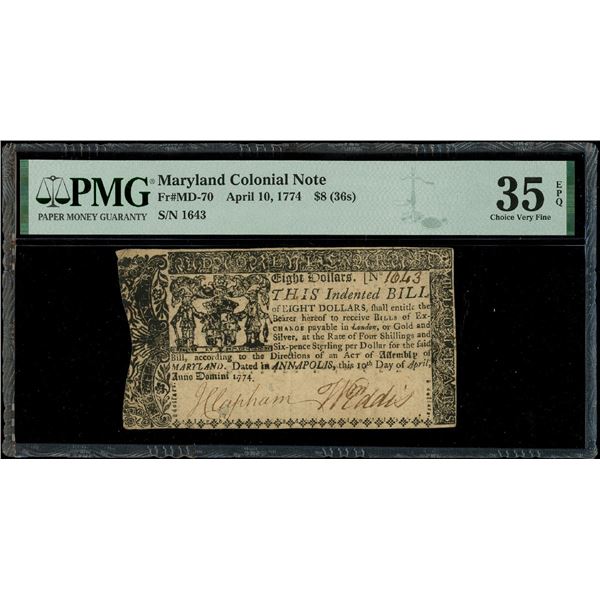 PMG® Maryland Colonial Note
PAPER MONEY GUARANTY
Fr#MD-70 April 10, 1774 $8 (36s)
S/N 1643
35 EPQ
Choice Very Fine
Eight Dollars. [No 1643
THIS Indented BILL
of EIGHT DOLLARS, shall entitle the
Bearer hereof to receive BILLS of EX-
CHANGE payable in London, or Gold and
Silver, at the Rate of Four Shillings and
Six-pence Sterling per Dollar for the said
Bill, according to the Directions of an ACT of Assembly of
MARYLAND. Dated in ANNAPOLIS, this 10th Day of April,
Anno Domini 1774.
JClapham WEddis